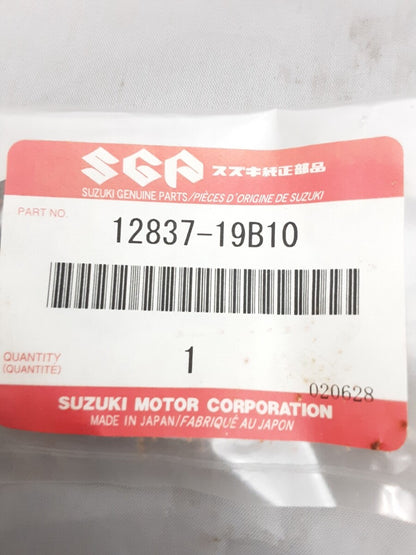 SGP スズキ純正部品
SUZUKI GENUINE PARTS/PIÈCES D'ORIGINE DE SUZUKI
PART NO.
12837-19B10
QUANTITY
(QUANTITÉ)
1
020628
SUZUKI MOTOR CORPORATION
MADE IN JAPAN/FABRIQUÉ AU JAPON